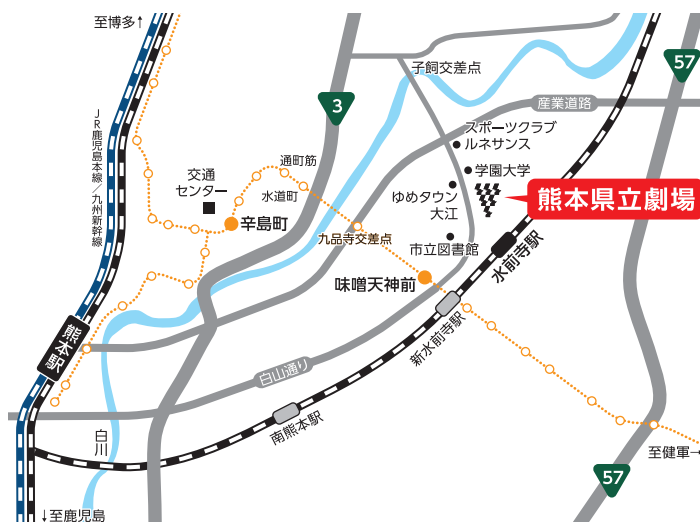 至博多↑
57
子飼交差点
3
産業道路
JR鹿児島本線/九州新幹線
スポーツクラブ
ルネサンス
通町筋
学園大学
交通
センター
水道町
ゆめタウン
大江
熊本県立劇場
辛島町
九品寺交差点
市立図書館
水前寺駅
味噌天神前
熊本駅
新水前寺駅
白山通り
南熊本駅
白川
至健軍→
57
↓至鹿児島